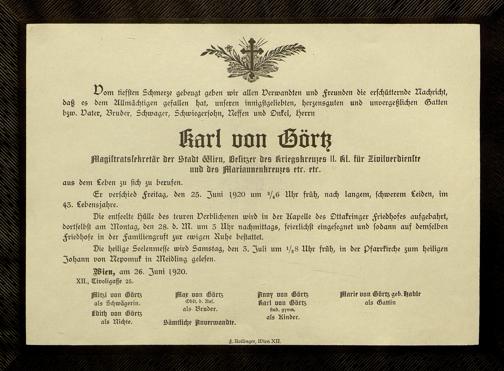 Vom tiefsten Schmerze gebeugt geben wir allen Verwandten und Freunden die erschütternde Nachricht,
daß es dem Allmächtigen gefallen hat, unseren innigstgeliebten, herzensguten und unvergeßlichen Gatten
bzw. Vater, Bruder, Schwager, Schwiegersohn, Neffen und Onkel, Herrn
Karl von Görtz
Magistratssekretär der Stadt Wien, Besitzer des Kriegskreuzes II. Kl. für Zivilverdienste
und des Mariannenkreuzes etc. etc.
aus dem Leben zu sich zu berufen.
Er verschied Freitag, den 25. Juni 1920 um ³/₄6 Uhr früh, nach langem, schwerem Leiden, im
43. Lebensjahre.
Die entseelte Hülle des teuren Verblichenen wird in der Kapelle des Ottakringer Friedhofes aufgebahrt,
dortselbst am Montag, den 28. d. M. um 3 Uhr nachmittags, feierlichst eingesegnet und sodann auf demselben
Friedhofe in der Familiengruft zur ewigen Ruhe bestattet.
Die heilige Seelenmesse wird Samstag, den 3. Juli um ¹/₂8 Uhr früh, in der Pfarrkirche zum heiligen
Johann von Nepomuk in Meidling gelesen.
Wien, am 26. Juni 1920.
XII., Tivoligasse 25.
Mizzi von Görtz
als Schwägerin.
Edith von Görtz
als Nichte.
Max von Görtz
als Bruder.
Anny von Görtz
Karl von Görtz
stud. gymn.
als Kinder.
Marie von Görtz geb.
als Gattin
Sämtliche Anverwandte.
Wien XII.